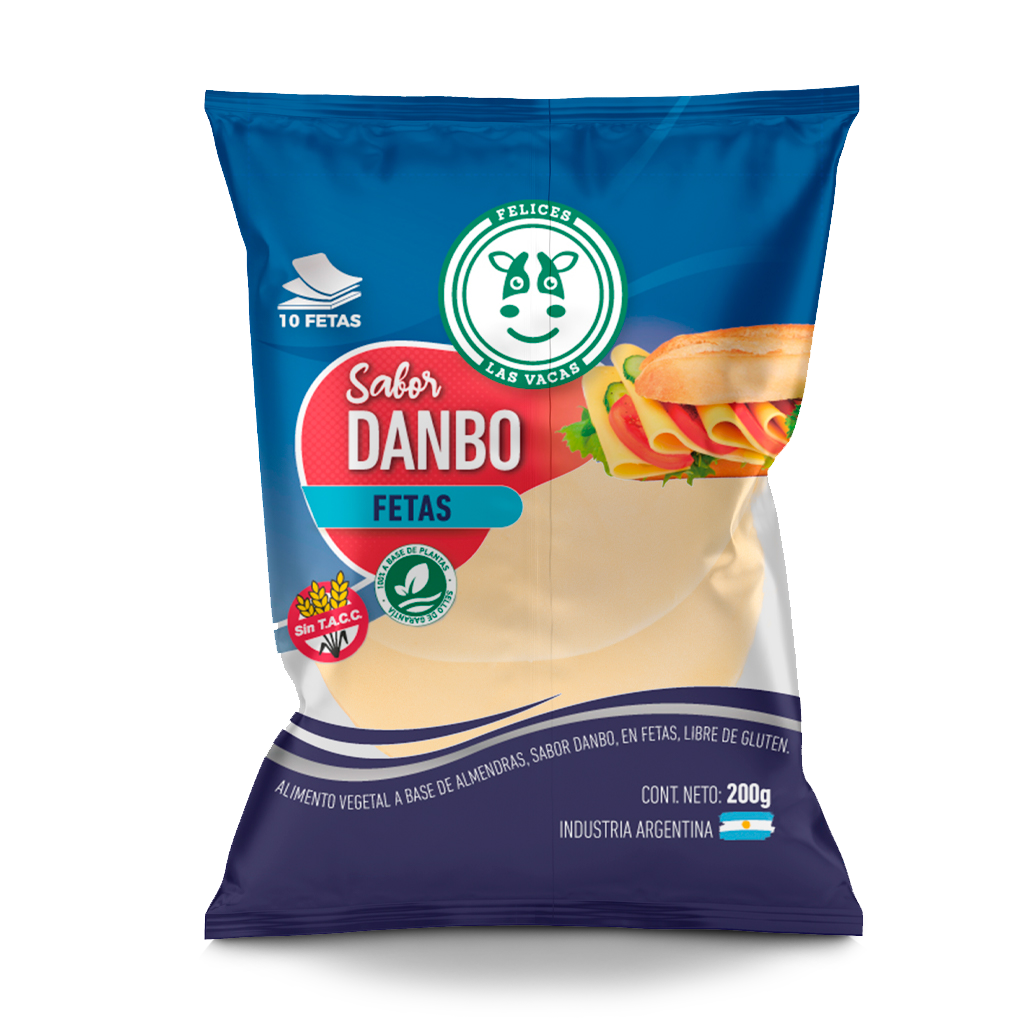 FELICES
LAS VACAS
10 FETAS
Sabor
DANBO
FETAS
100% A BASE DE PLANTAS
SELLO DE GARANTÍA
Sin T.A.C.C.
ALIMENTO VEGETAL A BASE DE ALMENDRAS, SABOR DANBO, EN FETAS, LIBRE DE GLUTEN.
CONT. NETO: 200g
INDUSTRIA ARGENTINA